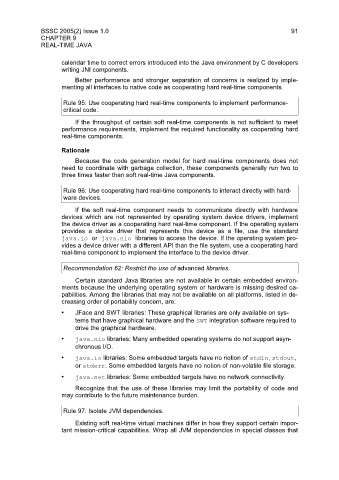 BSSC 2005(2) Issue 1.0 91
CHAPTER 9
REAL-TIME JAVA
calendar time to correct errors introduced into the Java environment by C developers
writing JNI components.
Better performance and stronger separation of concerns is realized by imple-
menting all interfaces to native code as cooperating hard real-time components.
Rule 95: Use cooperating hard real-time components to implement performance-
critical code.
If the throughput of certain soft real-time components is not sufficient to meet
performance requirements, implement the required functionality as cooperating hard
real-time components.
Rationale
Because the code generation model for hard real-time components does not
need to coordinate with garbage collection, these components generally run two to
three times faster than soft real-time Java components.
Rule 96: Use cooperating hard real-time components to interact directly with hard-
ware devices.
If the soft real-time component needs to communicate directly with hardware
devices which are not represented by operating system device drivers, implement
the device driver as a cooperating hard real-time component. If the operating system
provides a device driver that represents this device as a file, use the standard
java.io or java.nio libraries to access the device. If the operating system pro-
vides a device driver with a different API than the file system, use a cooperating hard
real-time component to implement the interface to the device driver.
Recommendation 62: Restrict the use of advanced libraries
Certain standard Java libraries are not available in certain embedded environ-
ments because the underlying operating system or hardware is missing desired ca-
pabilities. Among the libraries that may not be available on all platforms, listed in de-
creasing order of portability concern, are:
• JFace and SWT libraries: These graphical libraries are only available on sys-
tems that have graphical hardware and the SWT integration software required to
drive the graphical hardware.
• java.nio libraries: Many embedded operating systems do not support asyn-
chronous I/O.
• java.io libraries: Some embedded targets have no notion of stdin, stdout,
or stderr. Some embedded targets have no notion of non-volatile file storage.
• java.net libraries: Some embedded targets have no network connectivity.
Recognize that the use of these libraries may limit the portability of code and
may contribute to the future maintenance burden.
Rule 97: Isolate JVM dependencies.
Existing soft real-time virtual machines differ in how they support certain impor-
tant mission-critical capabilities. Wrap all JVM dependencies in special classes that